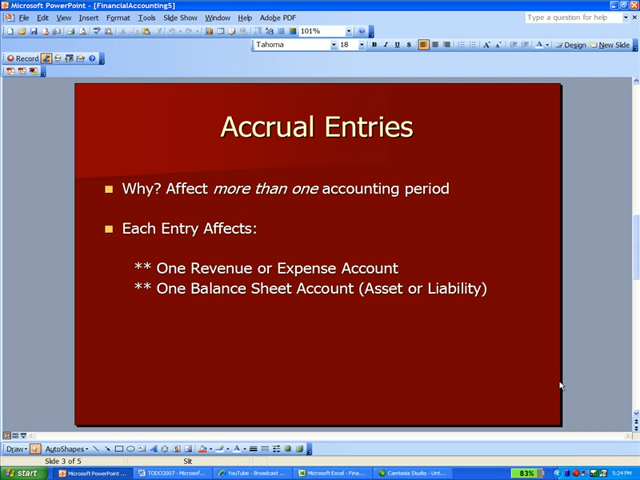 Microsoft PowerPoint - [FinancialAccounting5]
File Edit View Insert Format Tools Slide Show Window Help Adobe PDF
Type a question for help
101%
Tahoma 18 B I U S A Design New Slide
Record
Accrual Entries
Why? Affect more than one accounting period
Each Entry Affects:
** One Revenue or Expense Account
** One Balance Sheet Account (Asset or Liability)
Draw AutoShapes
Slide 3 of 5
start Microsoft PowerPoint ... TODO2007 - Microsof... YouTube - Broadcast ... Microsoft Excel - Fina... Camtasia Studio - Unt... 83% 5:24 PM